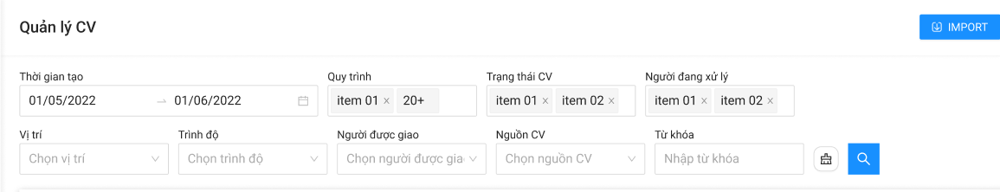 Quản lý CV
IMPORT
Thời gian tạo
Quy trình
Trạng thái CV
Người đang xử lý
01/05/2022 → 01/06/2022
item 01 × 20+
item 01 × item 02 ×
item 01 × item 02 ×
Vị trí
Trình độ
Người được giao
Nguồn CV
Từ khóa
Chọn vị trí
Chọn trình độ
Chọn người được gia
Chọn nguồn CV
Nhập từ khóa